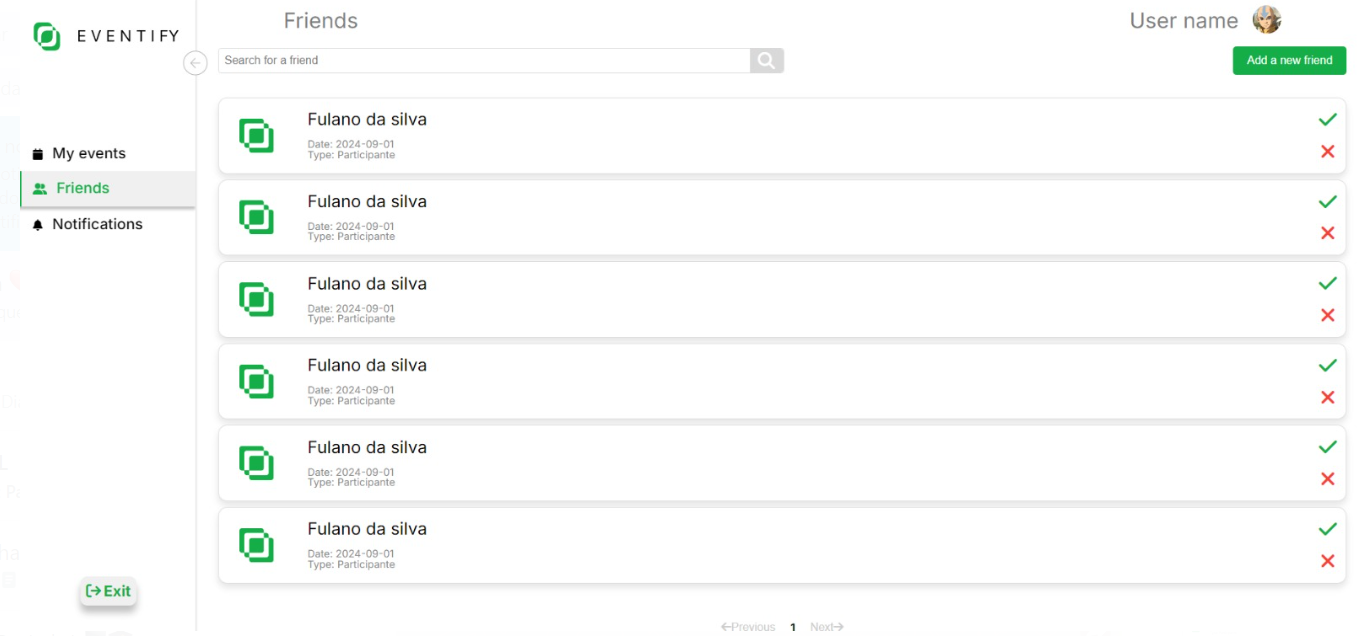 EVENTIFY
Friends
User name
Search for a friend
Add a new friend
My events
Friends
Notifications
Exit
Fulano da silva
Date: 2024-09-01
Type: Participante
Fulano da silva
Date: 2024-09-01
Type: Participante
Fulano da silva
Date: 2024-09-01
Type: Participante
Fulano da silva
Date: 2024-09-01
Type: Participante
Fulano da silva
Date: 2024-09-01
Type: Participante
Fulano da silva
Date: 2024-09-01
Type: Participante
←Previous 1 Next→